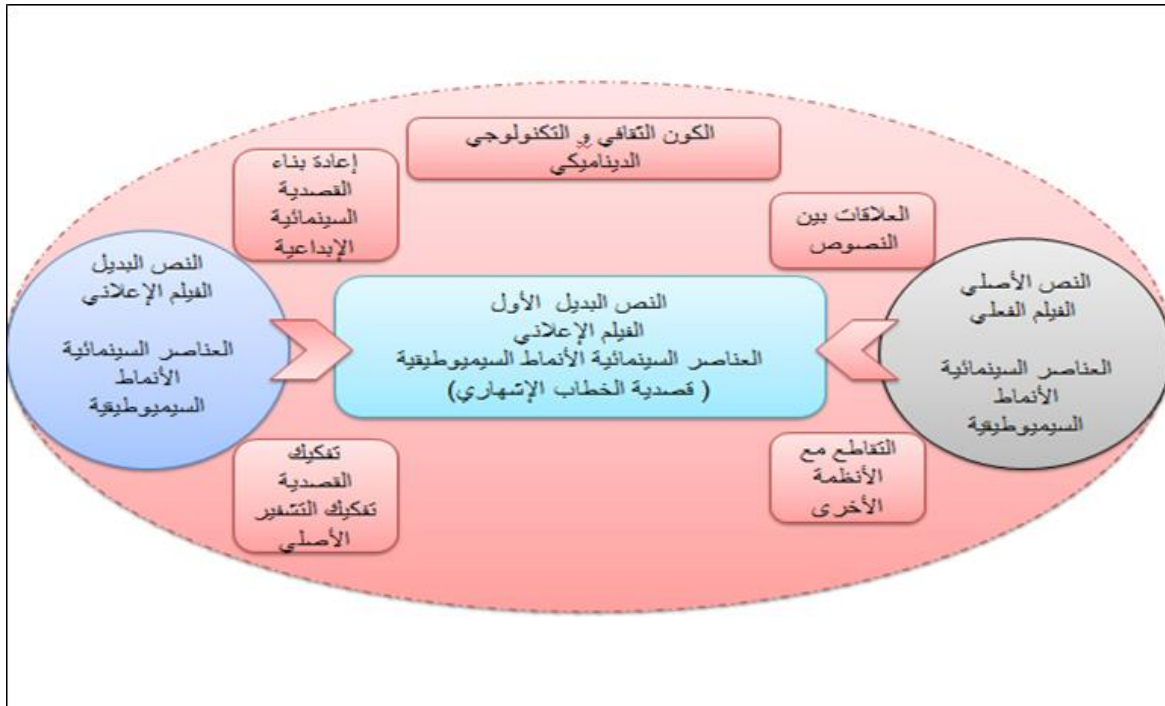 الكون الثقافي و التكنولوجي
الديناميكي
العلاقات بين
النصوص
إعادة بناء
القصدية
السينمائية
الإبداعية
النص الأصلي
الفيلم الفعلي
العناصر السينمائية
الأنماط
السيميوطيقية
النص البديل الأول
الفيلم الإعلاني
العناصر السينمائية الأنماط السيميوطيقية
( قصدية الخطاب الإشهاري)
النص البديل
الفيلم الإعلاني
العناصر السينمائية
الأنماط
السيميوطيقية
التقاطع مع
الأنظمة
الأخرى
تفكيك
القصدية
تفكيك التشفير
الأصلي